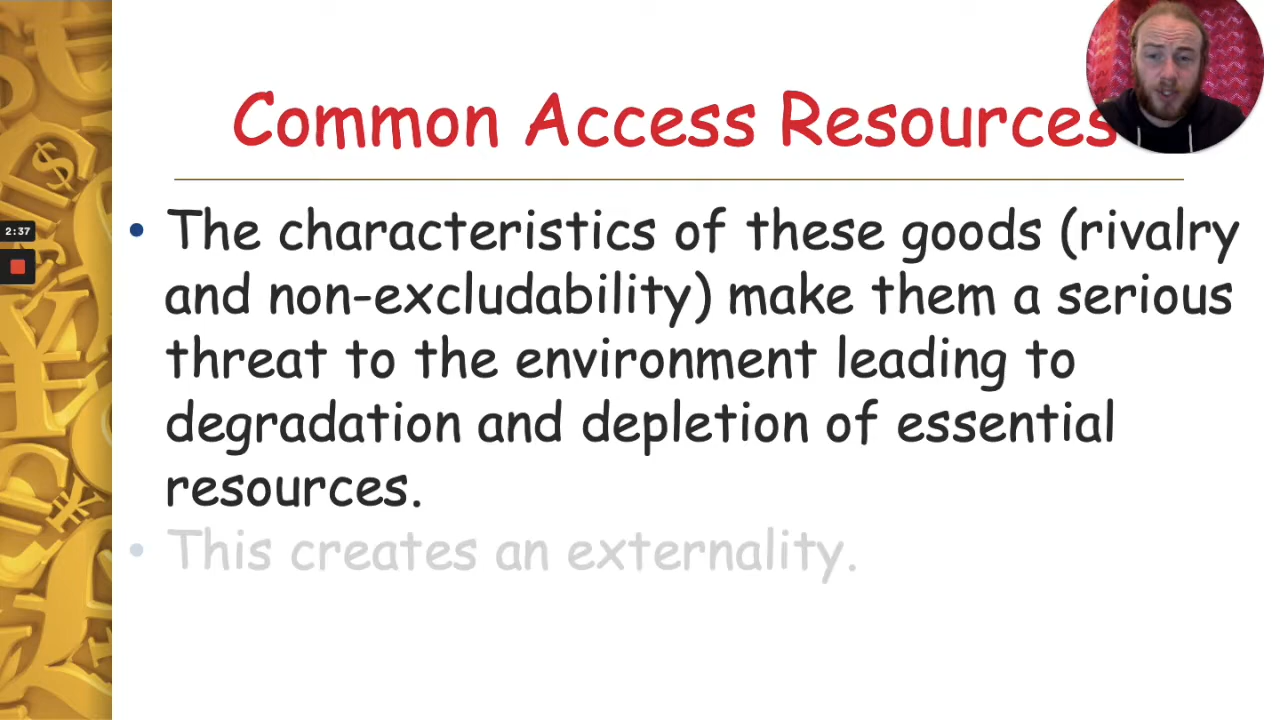 Common Access Resources
2:37
• The characteristics of these goods (rivalry
and non-excludability) make them a serious
threat to the environment leading to
degradation and depletion of essential
resources.
• This creates an externality.